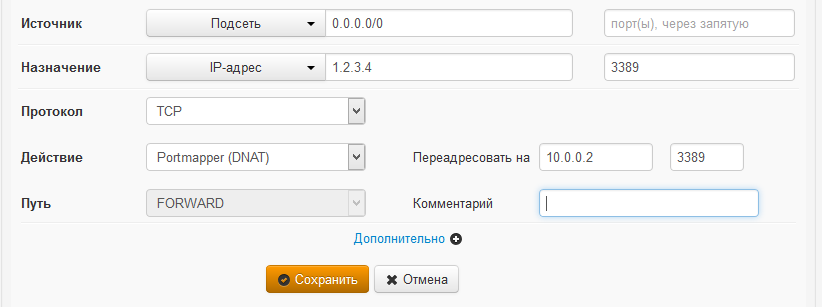 Источник Подсеть 0.0.0.0/0 порт(ы), через запятую
Назначение IP-адрес 1.2.3.4 3389
Протокол TCP
Действие Portmapper (DNAT) Переадресовать на 10.0.0.2 3389
Путь FORWARD Комментарий
Дополнительно
Сохранить Отмена